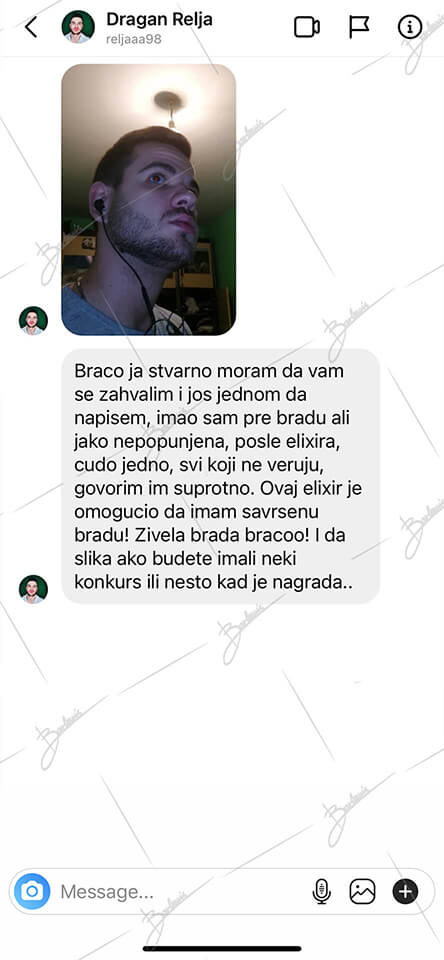 Dragan Relja
reljaaa98
Braco ja stvarno moram da vam
se zahvalim i jos jednom da
napisem, imao sam pre bradu ali
jako nepopunjena, posle elixira,
cudo jedno, svi koji ne veruju,
govorim im suprotno. Ovaj elixir je
omogucio da imam savrsenu
bradu! Zivela brada bracoo! I da
slika ako budete imali neki
konkurs ili nesto kad je nagrada..
Message...